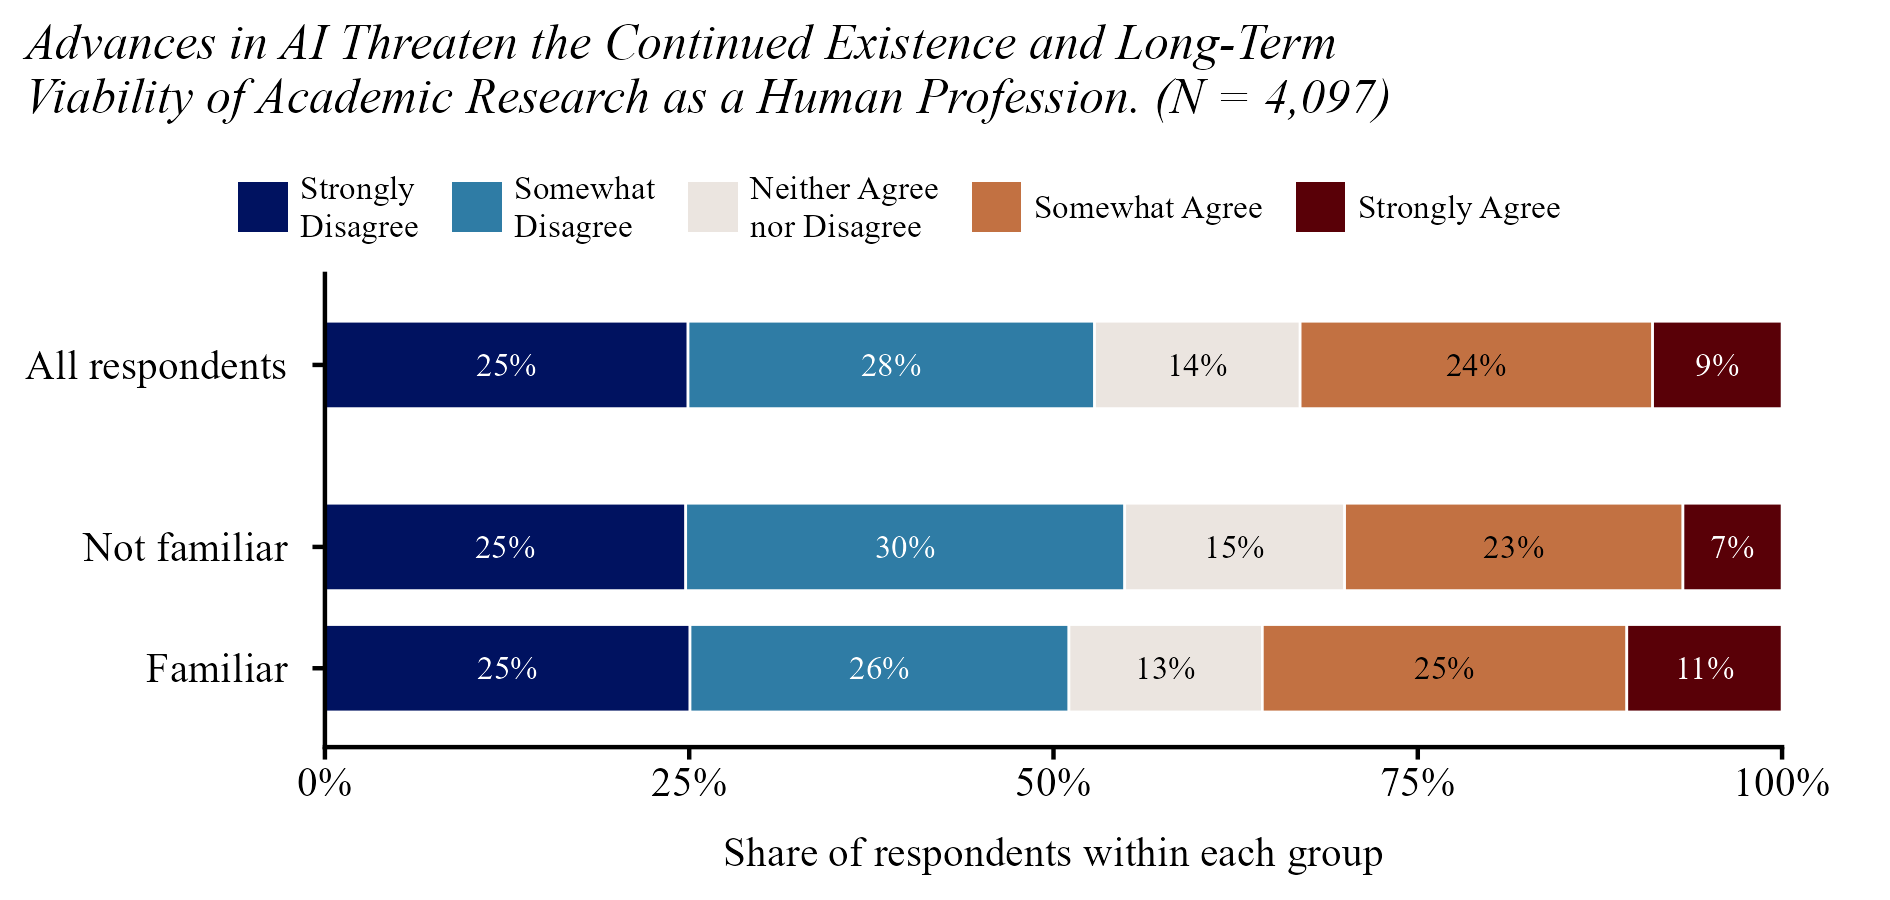 Advances in AI Threaten the Continued Existence and Long-Term
Viability of Academic Research as a Human Profession. (N = 4,097)
Strongly
Disagree
Somewhat
Disagree
Neither Agree
nor Disagree
Somewhat Agree
Strongly Agree
All respondents
25%
28%
14%
24%
9%
Not familiar
25%
30%
15%
23%
7%
Familiar
25%
26%
13%
25%
11%
0%
25%
50%
75%
100%
Share of respondents within each group